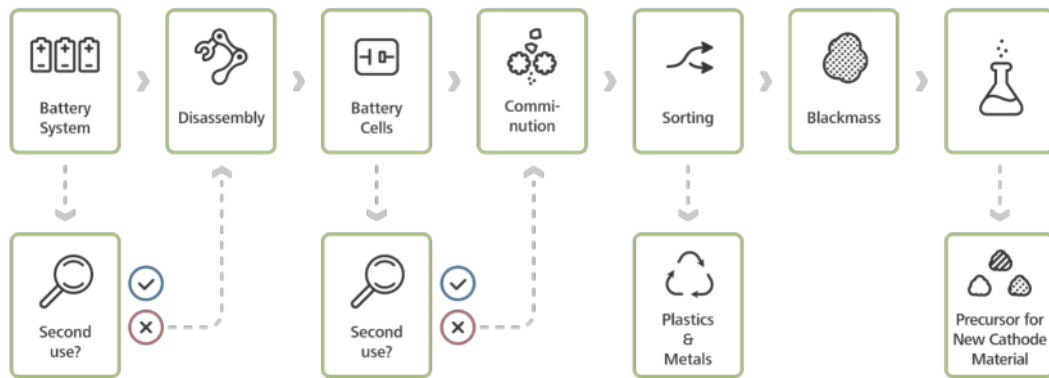 Battery
System
Disassembly
Battery
Cells
Commi-
nution
Sorting
Blackmass
Second
use?
Second
use?
Plastics
&
Metals
Precursor for
New Cathode
Material